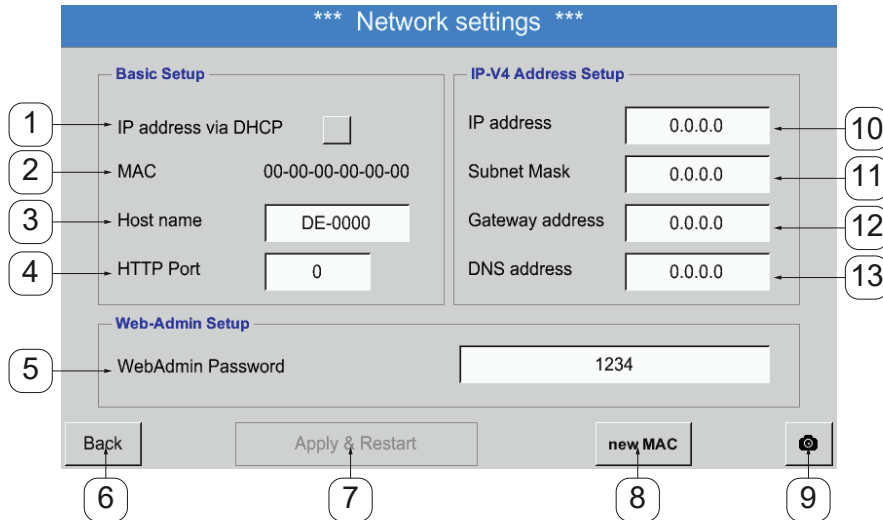 *** Network settings ***
Basic Setup
1 IP address via DHCP
2 MAC 00-00-00-00-00-00
3 Host name DE-0000
4 HTTP Port 0
IP-V4 Address Setup
IP address 0.0.0.0 10
Subnet Mask 0.0.0.0 11
Gateway address 0.0.0.0 12
DNS address 0.0.0.0 13
Web-Admin Setup
5 WebAdmin Password 1234
Back Apply & Restart new MAC
6 7 8 9